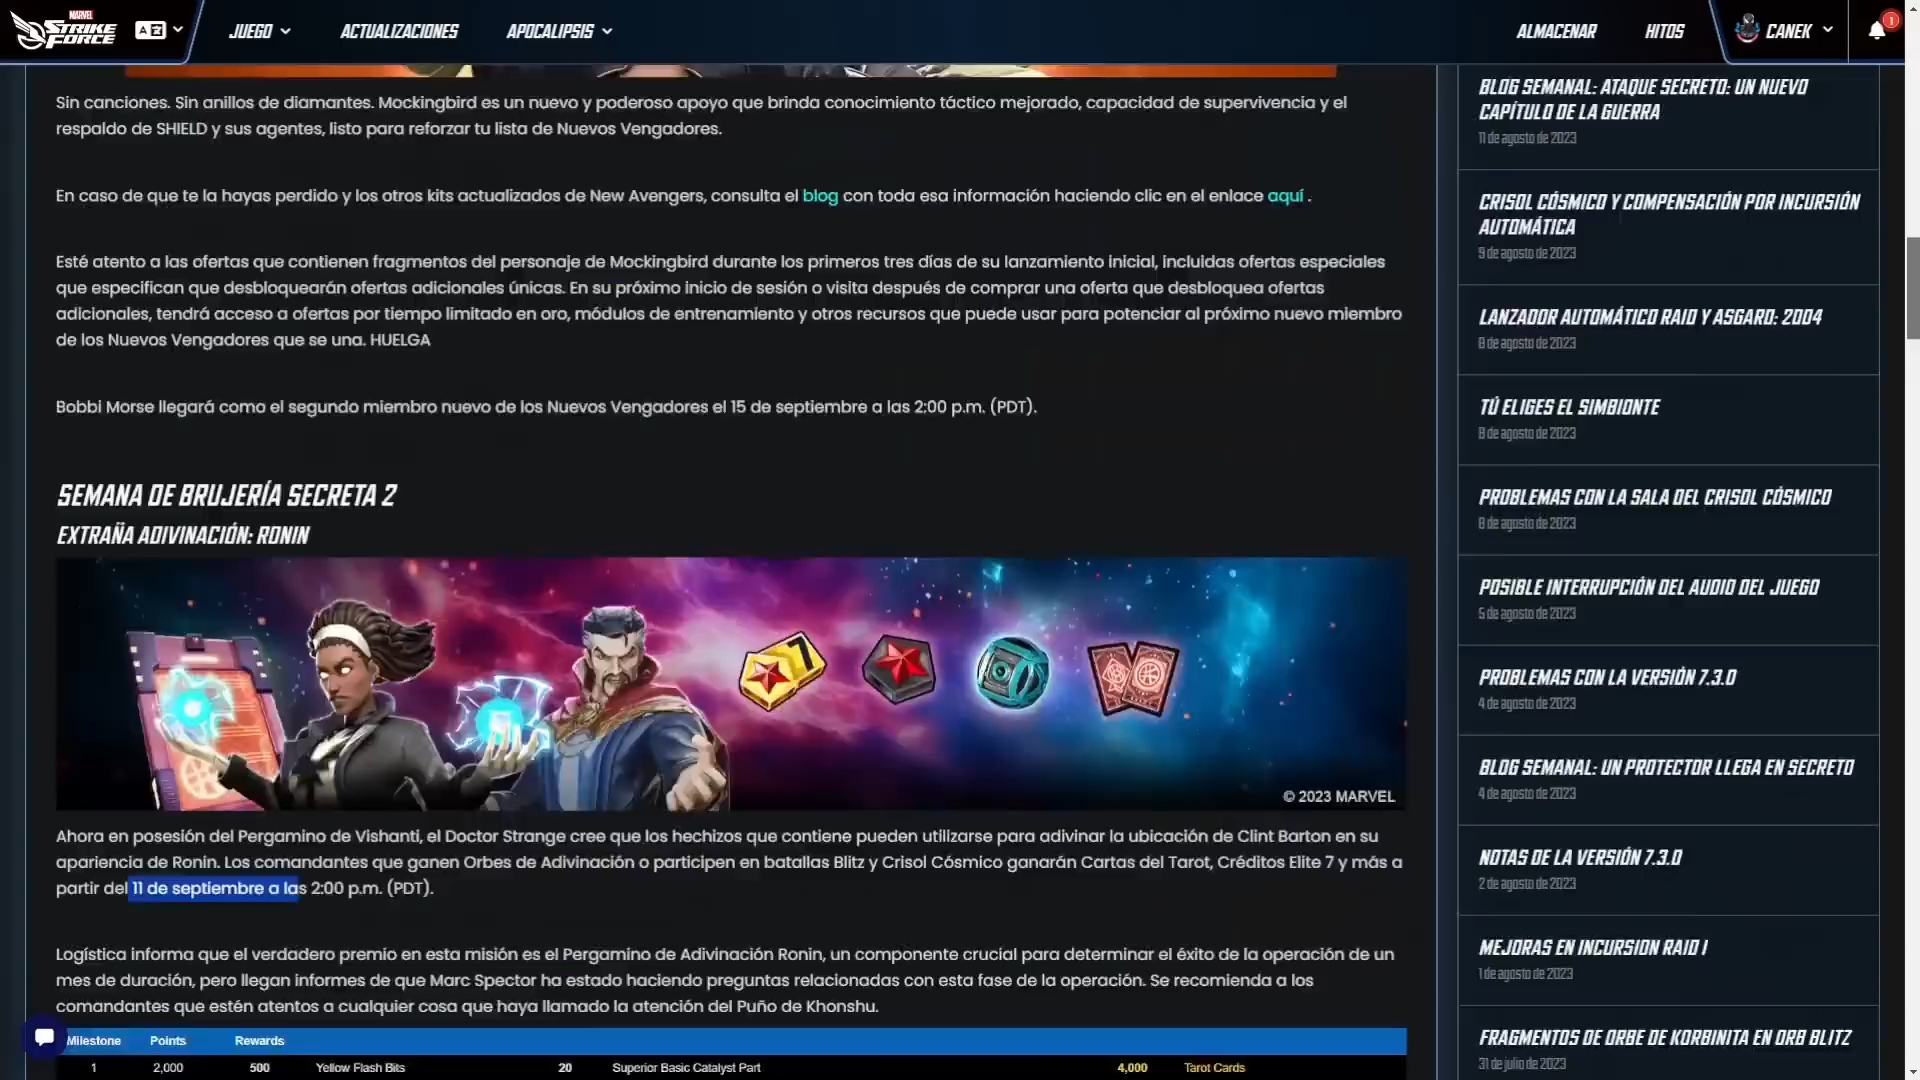 MARVEL
STRIKE
FORCE
JUEGO
ACTUALIZACIONES
APOCALIPSIS
ALMACENAR
HITOS
CANEK
1
Sin canciones. Sin anillos de diamantes. Mockingbird es un nuevo y poderoso apoyo que brinda conocimiento táctico mejorado, capacidad de supervivencia y el
respaldo de SHIELD y sus agentes, listo para reforzar tu lista de Nuevos Vengadores.
En caso de que te la hayas perdido y los otros kits actualizados de New Avengers, consulta el blog con toda esa información haciendo clic en el enlace aquí .
Esté atento a las ofertas que contienen fragmentos del personaje de Mockingbird durante los primeros tres días de su lanzamiento inicial, incluidas ofertas especiales
que especifican que desbloquearán ofertas adicionales únicas. En su próximo inicio de sesión o visita después de comprar una oferta que desbloquea ofertas
adicionales, tendrá acceso a ofertas por tiempo limitado en oro, módulos de entrenamiento y otros recursos que puede usar para potenciar al próximo nuevo miembro
de los Nuevos Vengadores que se una. HUELGA
Bobbi Morse llegará como el segundo miembro nuevo de los Nuevos Vengadores el 15 de septiembre a las 2:00 p.m. (PDT).
SEMANA DE BRUJERÍA SECRETA 2
EXTRAÑA ADIVINACIÓN: RONIN
7
© 2023 MARVEL
Ahora en posesión del Pergamino de Vishanti, el Doctor Strange cree que los hechizos que contiene pueden utilizarse para adivinar la ubicación de Clint Barton en su
apariencia de Ronin. Los comandantes que ganen Orbes de Adivinación o participen en batallas Blitz y Crisol Cósmico ganarán Cartas del Tarot, Créditos Elite 7 y más a
partir del 11 de septiembre a las 2:00 p.m. (PDT).
Logística informa que el verdadero premio en esta misión es el Pergamino de Adivinación Ronin, un componente crucial para determinar el éxito de la operación de un
mes de duración, pero llegan informes de que Marc Spector ha estado haciendo preguntas relacionadas con esta fase de la operación. Se recomienda a los
comandantes que estén atentos a cualquier cosa que haya llamado la atención del Puño de Khonshu.
Milestone Points Rewards
1 2,000 500 Yellow Flash Bits 20 Superior Basic Catalyst Part 4,000 Tarot Cards
BLOG SEMANAL: ATAQUE SECRETO: UN NUEVO
CAPÍTULO DE LA GUERRA
11 de agosto de 2023
CRISOL CÓSMICO Y COMPENSACIÓN POR INCURSIÓN
AUTOMÁTICA
9 de agosto de 2023
LANZADOR AUTOMÁTICO RAID Y ASGARD: 2004
8 de agosto de 2023
TÚ ELIGES EL SIMBIONTE
8 de agosto de 2023
PROBLEMAS CON LA SALA DEL CRISOL CÓSMICO
8 de agosto de 2023
POSIBLE INTERRUPCIÓN DEL AUDIO DEL JUEGO
5 de agosto de 2023
PROBLEMAS CON LA VERSIÓN 7.3.0
4 de agosto de 2023
BLOG SEMANAL: UN PROTECTOR LLEGA EN SECRETO
4 de agosto de 2023
NOTAS DE LA VERSIÓN 7.3.0
2 de agosto de 2023
MEJORAS EN INCURSION RAID I
1 de agosto de 2023
FRAGMENTOS DE ORBE DE KORBINITA EN ORB BLITZ
31 de julio de 2023